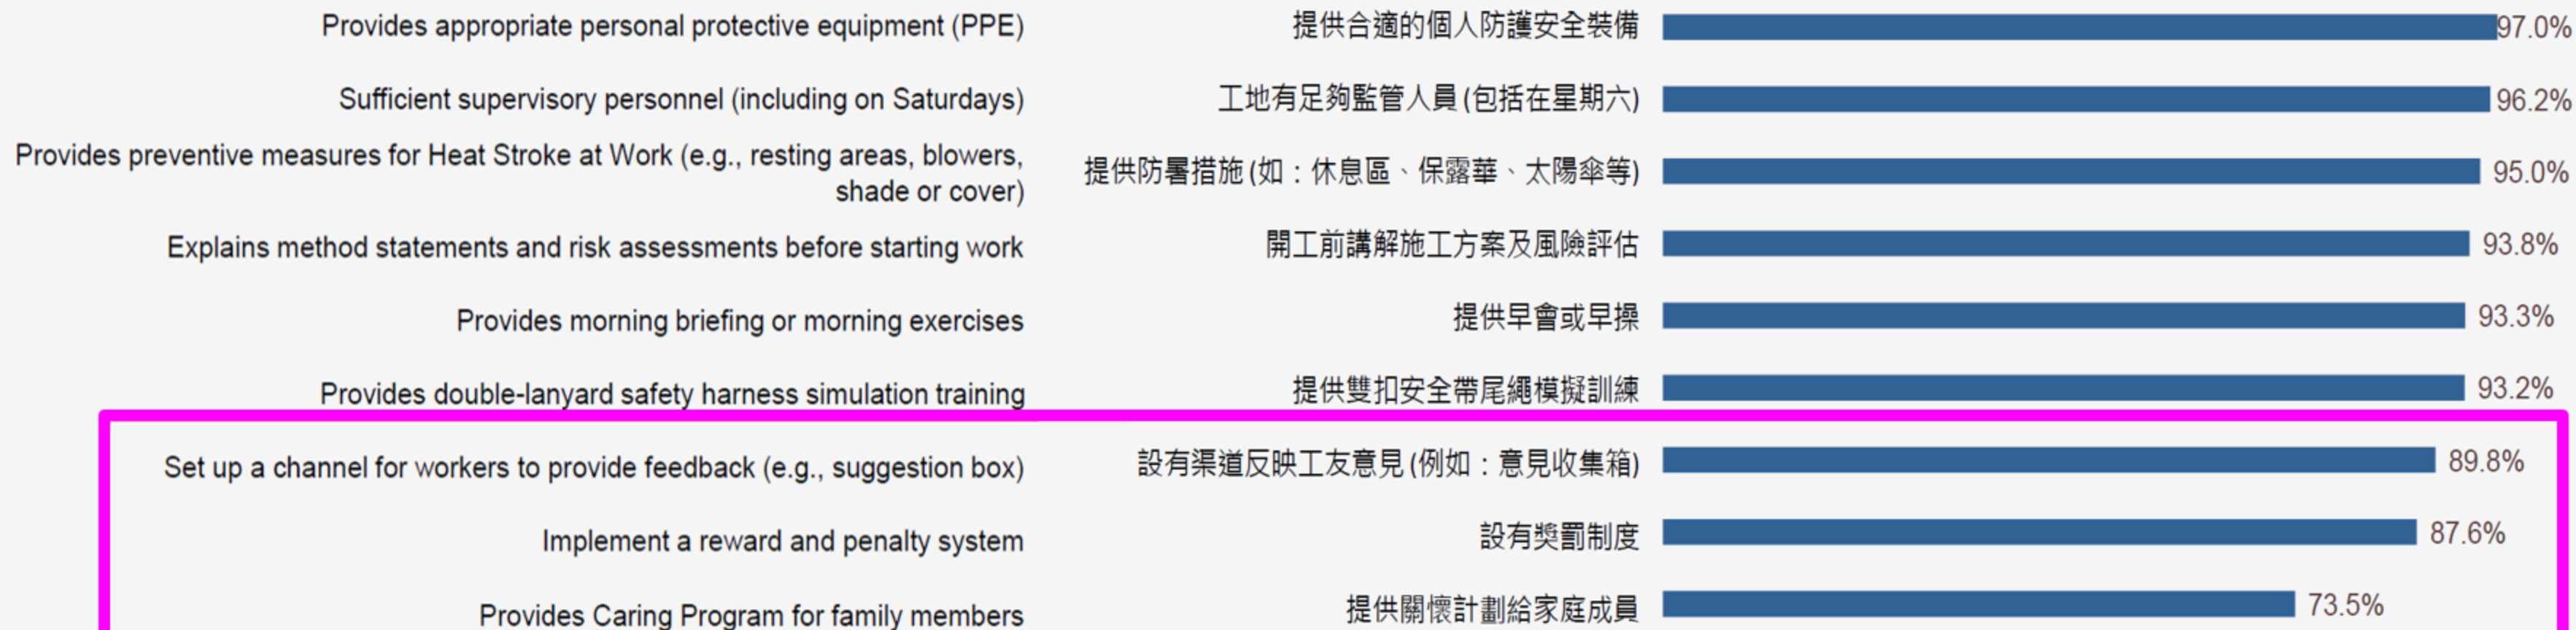 Provides appropriate personal protective equipment (PPE) 提供合適的個人防護安全裝備 97.0%
Sufficient supervisory personnel (including on Saturdays) 工地有足夠監管人員 (包括在星期六) 96.2%
Provides preventive measures for Heat Stroke at Work (e.g., resting areas, blowers,
shade or cover) 提供防暑措施 (如：休息區、保露華、太陽傘等) 95.0%
Explains method statements and risk assessments before starting work 開工前講解施工方案及風險評估 93.8%
Provides morning briefing or morning exercises 提供早會或早操 93.3%
Provides double-lanyard safety harness simulation training 提供雙扣安全帶尾繩模擬訓練 93.2%
Set up a channel for workers to provide feedback (e.g., suggestion box) 設有渠道反映工友意見 (例如：意見收集箱) 89.8%
Implement a reward and penalty system 設有獎罰制度 87.6%
Provides Caring Program for family members 提供關懷計劃給家庭成員 73.5%